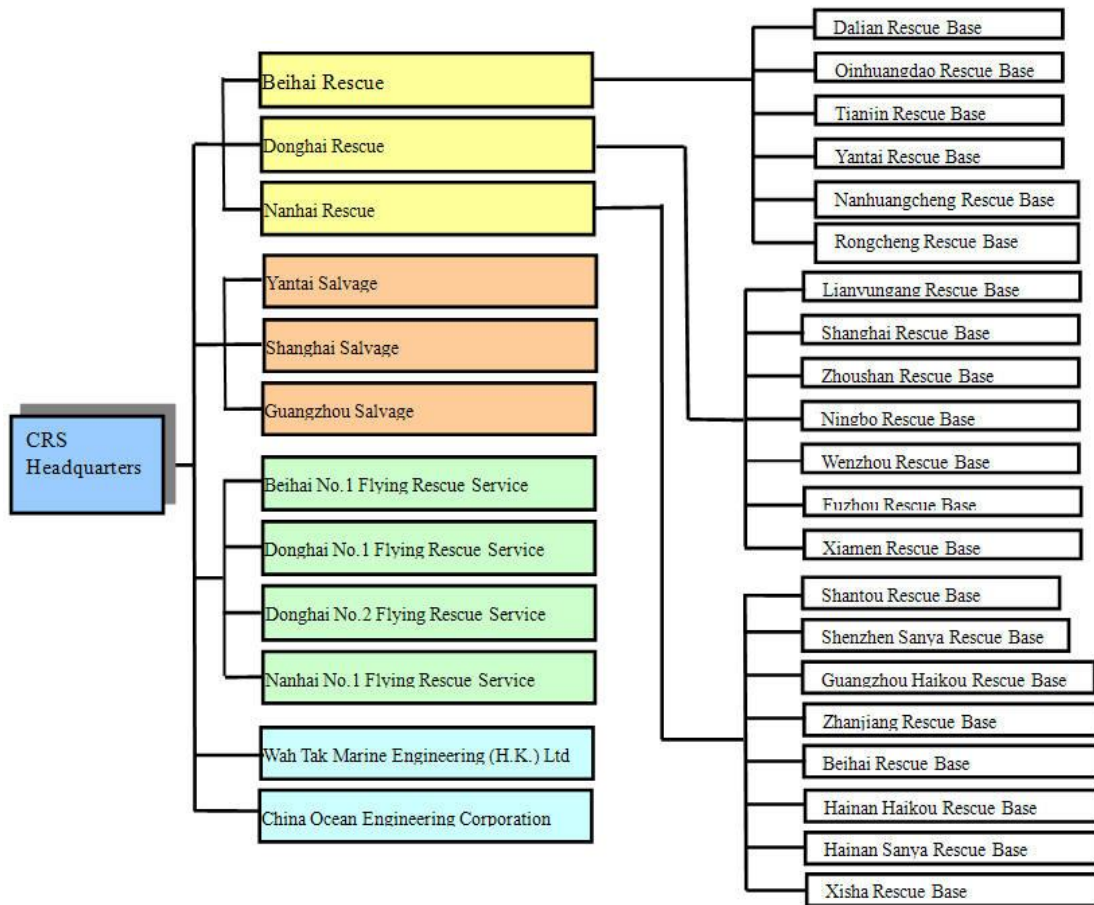 CRS
Headquarters
Beihai Rescue
Donghai Rescue
Nanhai Rescue
Yantai Salvage
Shanghai Salvage
Guangzhou Salvage
Beihai No.1 Flying Rescue Service
Donghai No.1 Flying Rescue Service
Donghai No.2 Flying Rescue Service
Nanhai No.1 Flying Rescue Service
Wah Tak Marine Engineering (H.K.) Ltd
China Ocean Engineering Corporation
Dalian Rescue Base
Qinhuangdao Rescue Base
Tianjin Rescue Base
Yantai Rescue Base
Nanhuangcheng Rescue Base
Rongcheng Rescue Base
Lianyungang Rescue Base
Shanghai Rescue Base
Zhoushan Rescue Base
Ningbo Rescue Base
Wenzhou Rescue Base
Fuzhou Rescue Base
Xiamen Rescue Base
Shantou Rescue Base
Shenzhen Sanya Rescue Base
Guangzhou Haikou Rescue Base
Zhanjiang Rescue Base
Beihai Rescue Base
Hainan Haikou Rescue Base
Hainan Sanya Rescue Base
Xisha Rescue Base